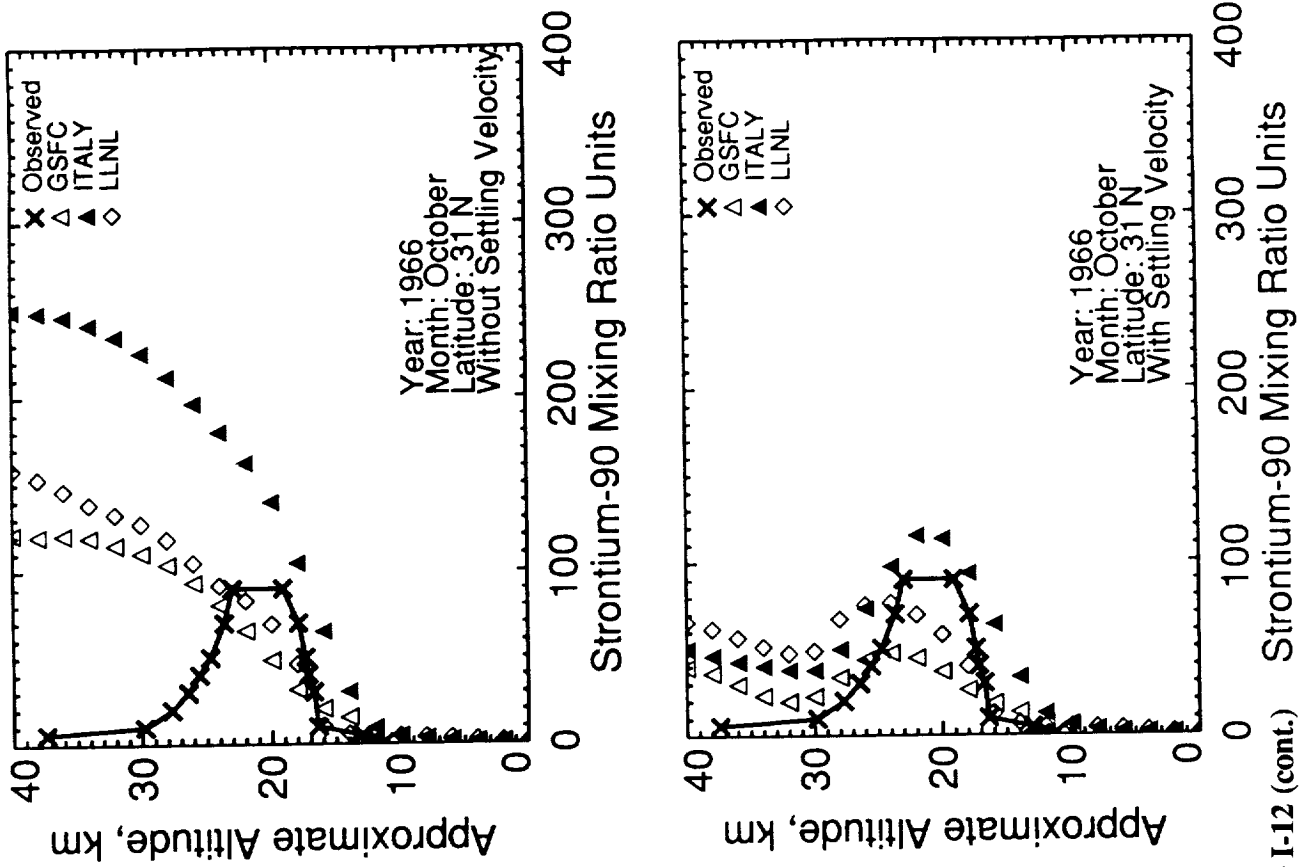 40
30
20
10
0
Approximate Altitude, km
Observed
GSFC
ITALY
LLNL
Year: 1966
Month: October
Latitude: 31 N
Without Settling Velocity
0
100
200
300
400
Strontium-90 Mixing Ratio Units
40
30
20
10
0
Approximate Altitude, km
Observed
GSFC
ITALY
LLNL
Year: 1966
Month: October
Latitude: 31 N
With Settling Velocity
0
100
200
300
400
Strontium-90 Mixing Ratio Units
I-12 (cont.)